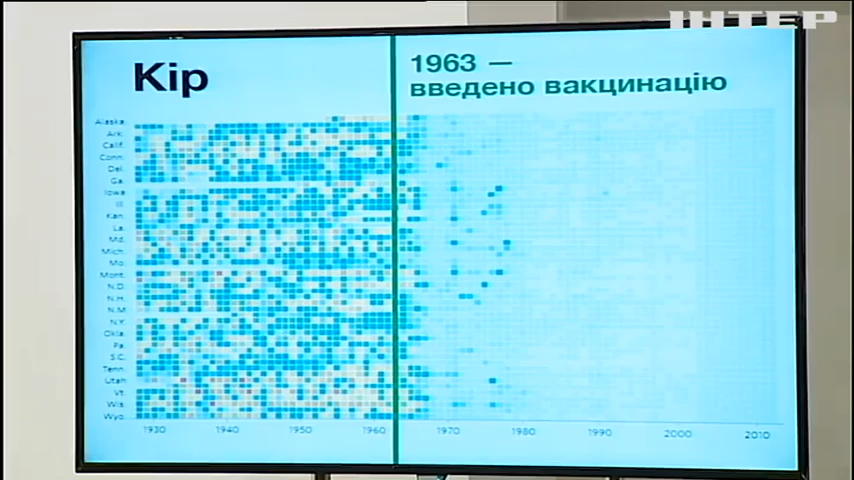 ІНТЕР
Кір
1963 —
введено вакцинацію
Alaska
Ark.
Calif.
Conn.
Del.
Ga.
Iowa
Ill.
Kan.
La.
Md.
Mich.
Mo.
Mont.
N.D.
N.H.
N.M.
N.Y.
Okla.
Pa.
S.C.
Tenn.
Utah
Vt.
Wis.
Wyo.
1930 1940 1950 1960 1970 1980 1990 2000 2010